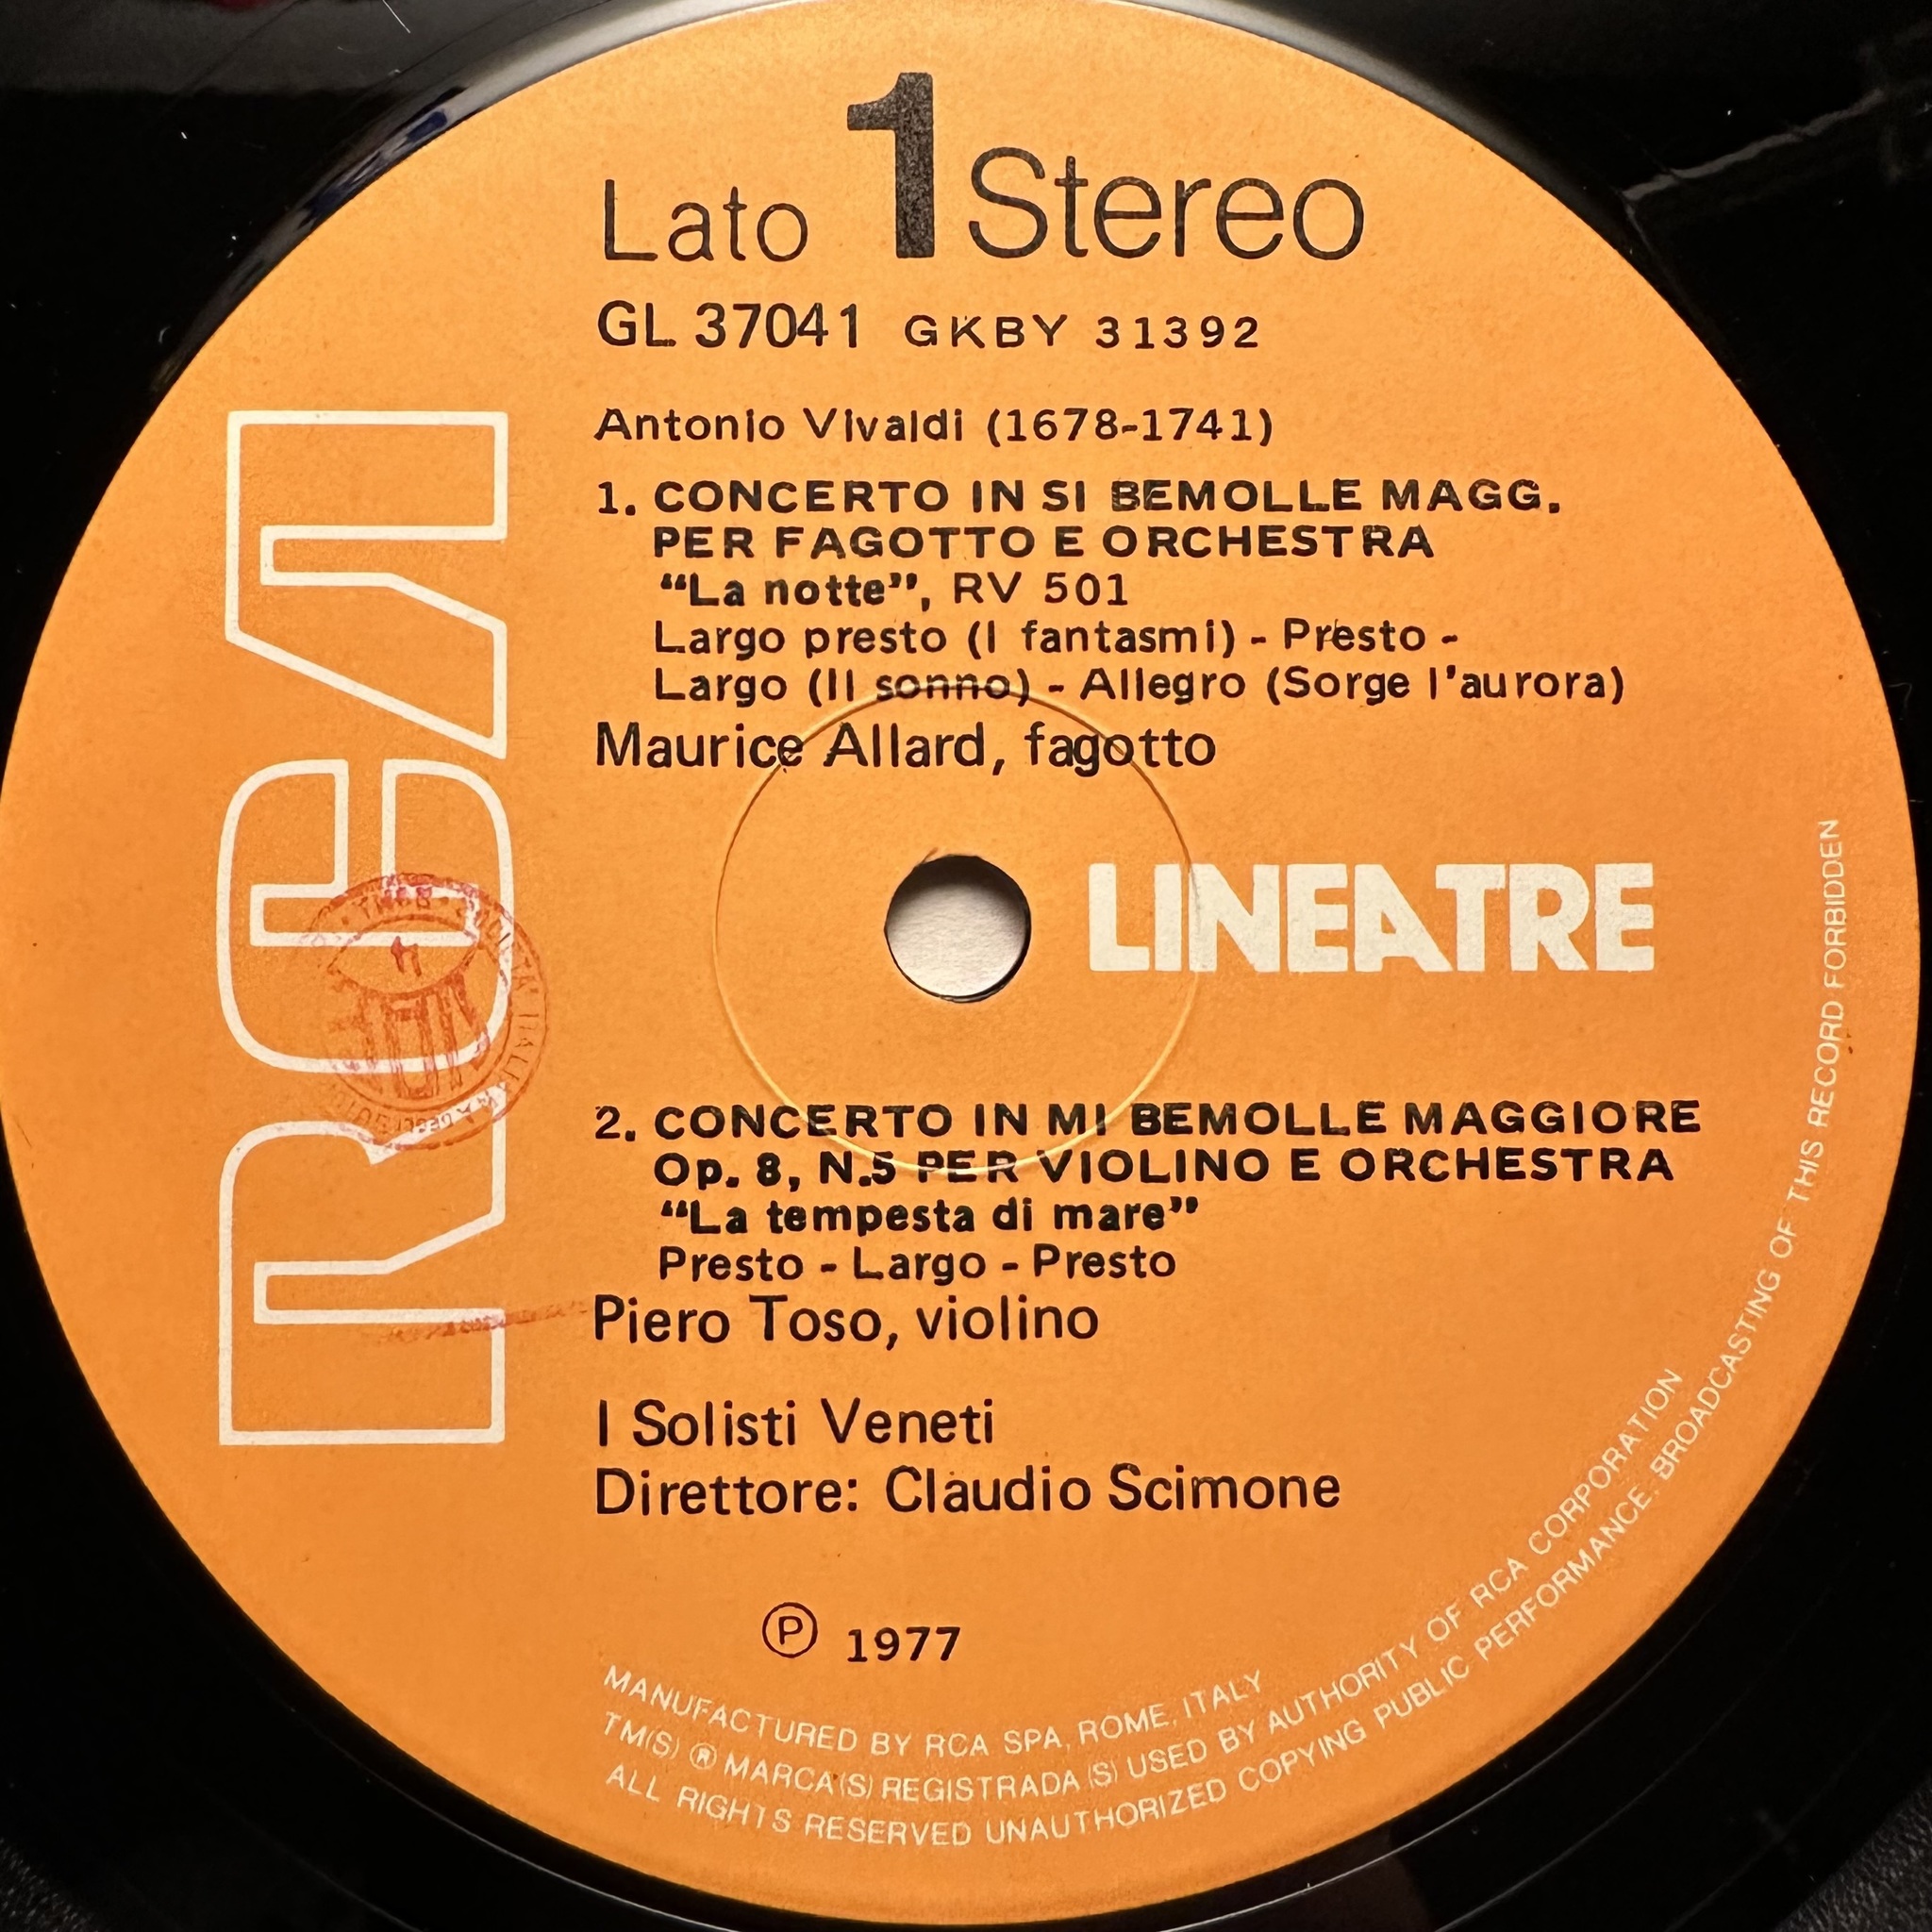 Lato 1 Stereo
GL 37041 GKBY 31392
Antonio Vivaldi (1678-1741)
1. CONCERTO IN SI BEMOLLE MAGG.
PER FAGOTTO E ORCHESTRA
“La notte”, RV 501
Largo presto (I fantasmi) - Presto -
Largo (Il sonno) - Allegro (Sorge l'aurora)
Maurice Allard, fagotto
RCA
LINEATRE
2. CONCERTO IN MI BEMOLLE MAGGIORE
Op. 8, N.5 PER VIOLINO E ORCHESTRA
“La tempesta di mare”
Presto - Largo - Presto
Piero Toso, violino
I Solisti Veneti
Direttore: Claudio Scimone
℗ 1977
MANUFACTURED BY RCA SPA, ROME, ITALY
TM(S) ® MARCA(S) REGISTRADA(S) USED BY AUTHORITY OF RCA CORPORATION
ALL RIGHTS RESERVED UNAUTHORIZED COPYING PUBLIC PERFORMANCE. BROADCASTING OF THIS RECORD FORBIDDEN